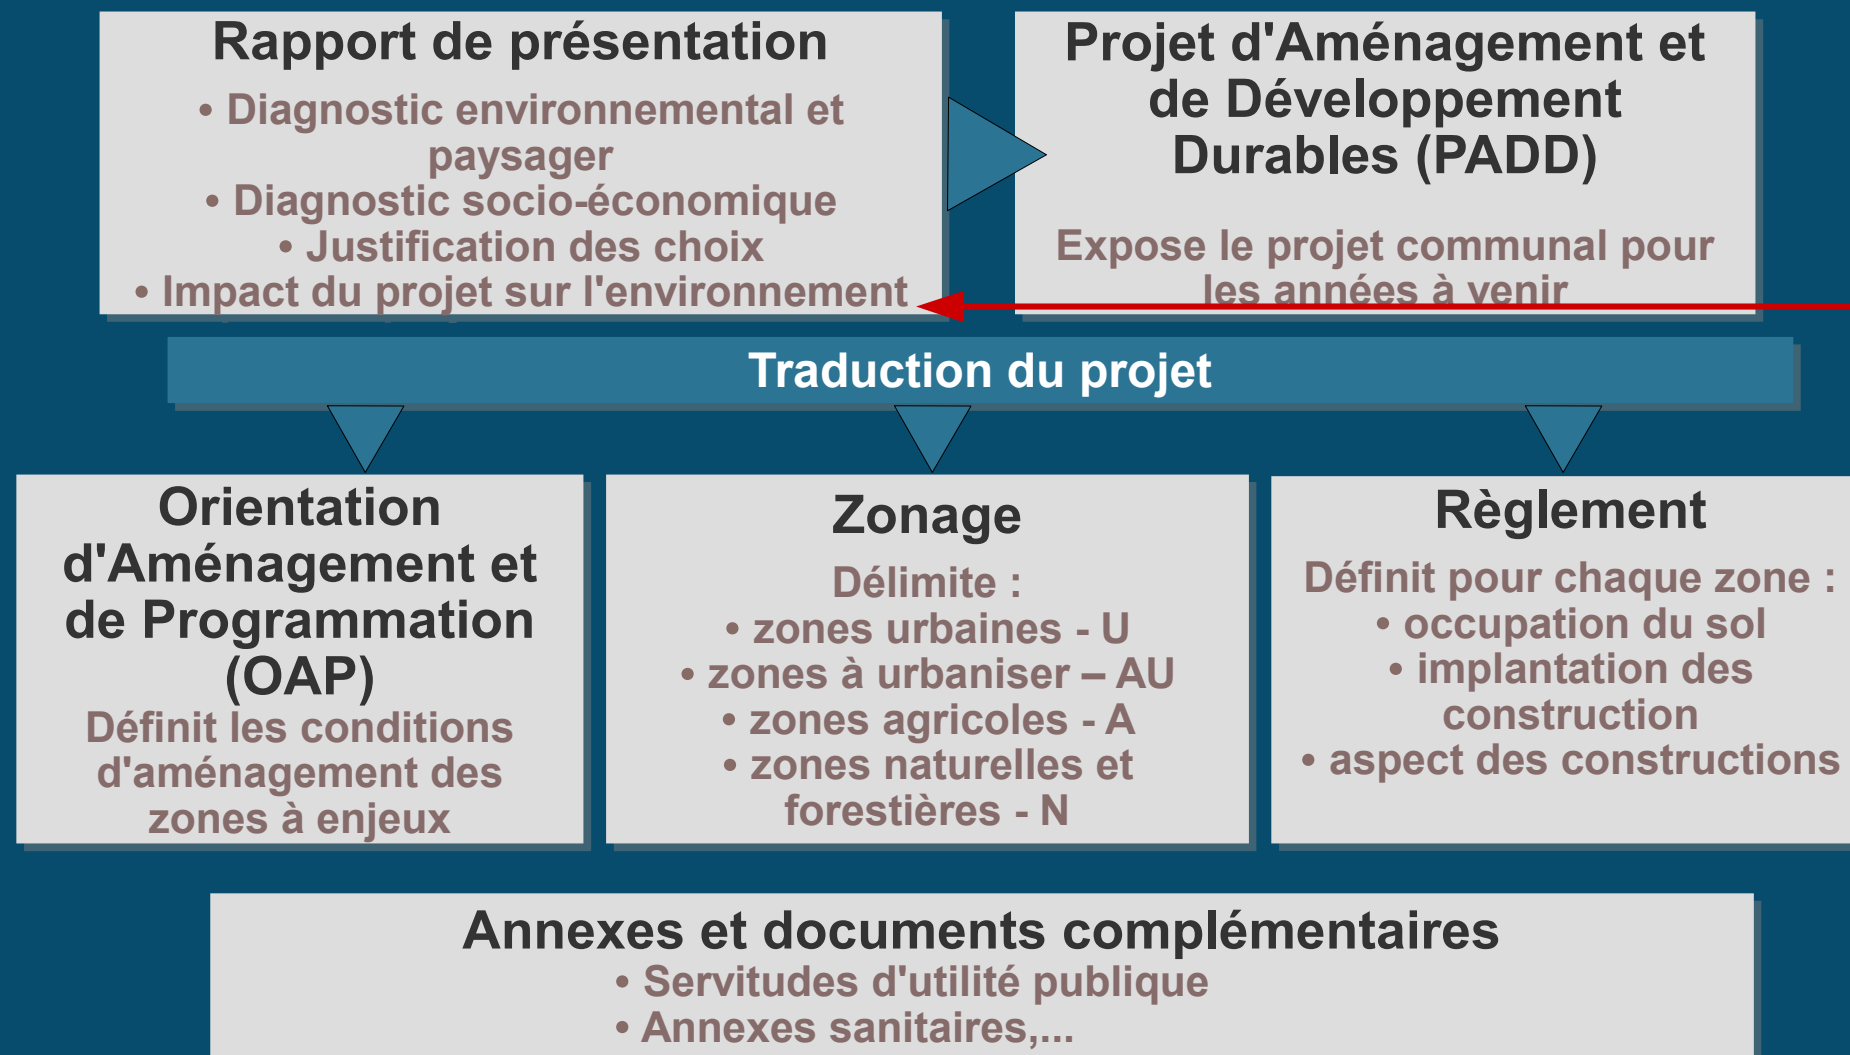 Rapport de présentation
• Diagnostic environnemental et
paysager
• Diagnostic socio-économique
• Justification des choix
• Impact du projet sur l'environnement
Projet d'Aménagement et
de Développement
Durables (PADD)
Expose le projet communal pour
les années à venir
Traduction du projet
Orientation
d'Aménagement et
de Programmation
(OAP)
Définit les conditions
d'aménagement des
zones à enjeux
Zonage
Délimite :
• zones urbaines - U
• zones à urbaniser – AU
• zones agricoles - A
• zones naturelles et
forestières - N
Règlement
Définit pour chaque zone :
• occupation du sol
• implantation des
construction
• aspect des constructions
Annexes et documents complémentaires
• Servitudes d'utilité publique
• Annexes sanitaires,...